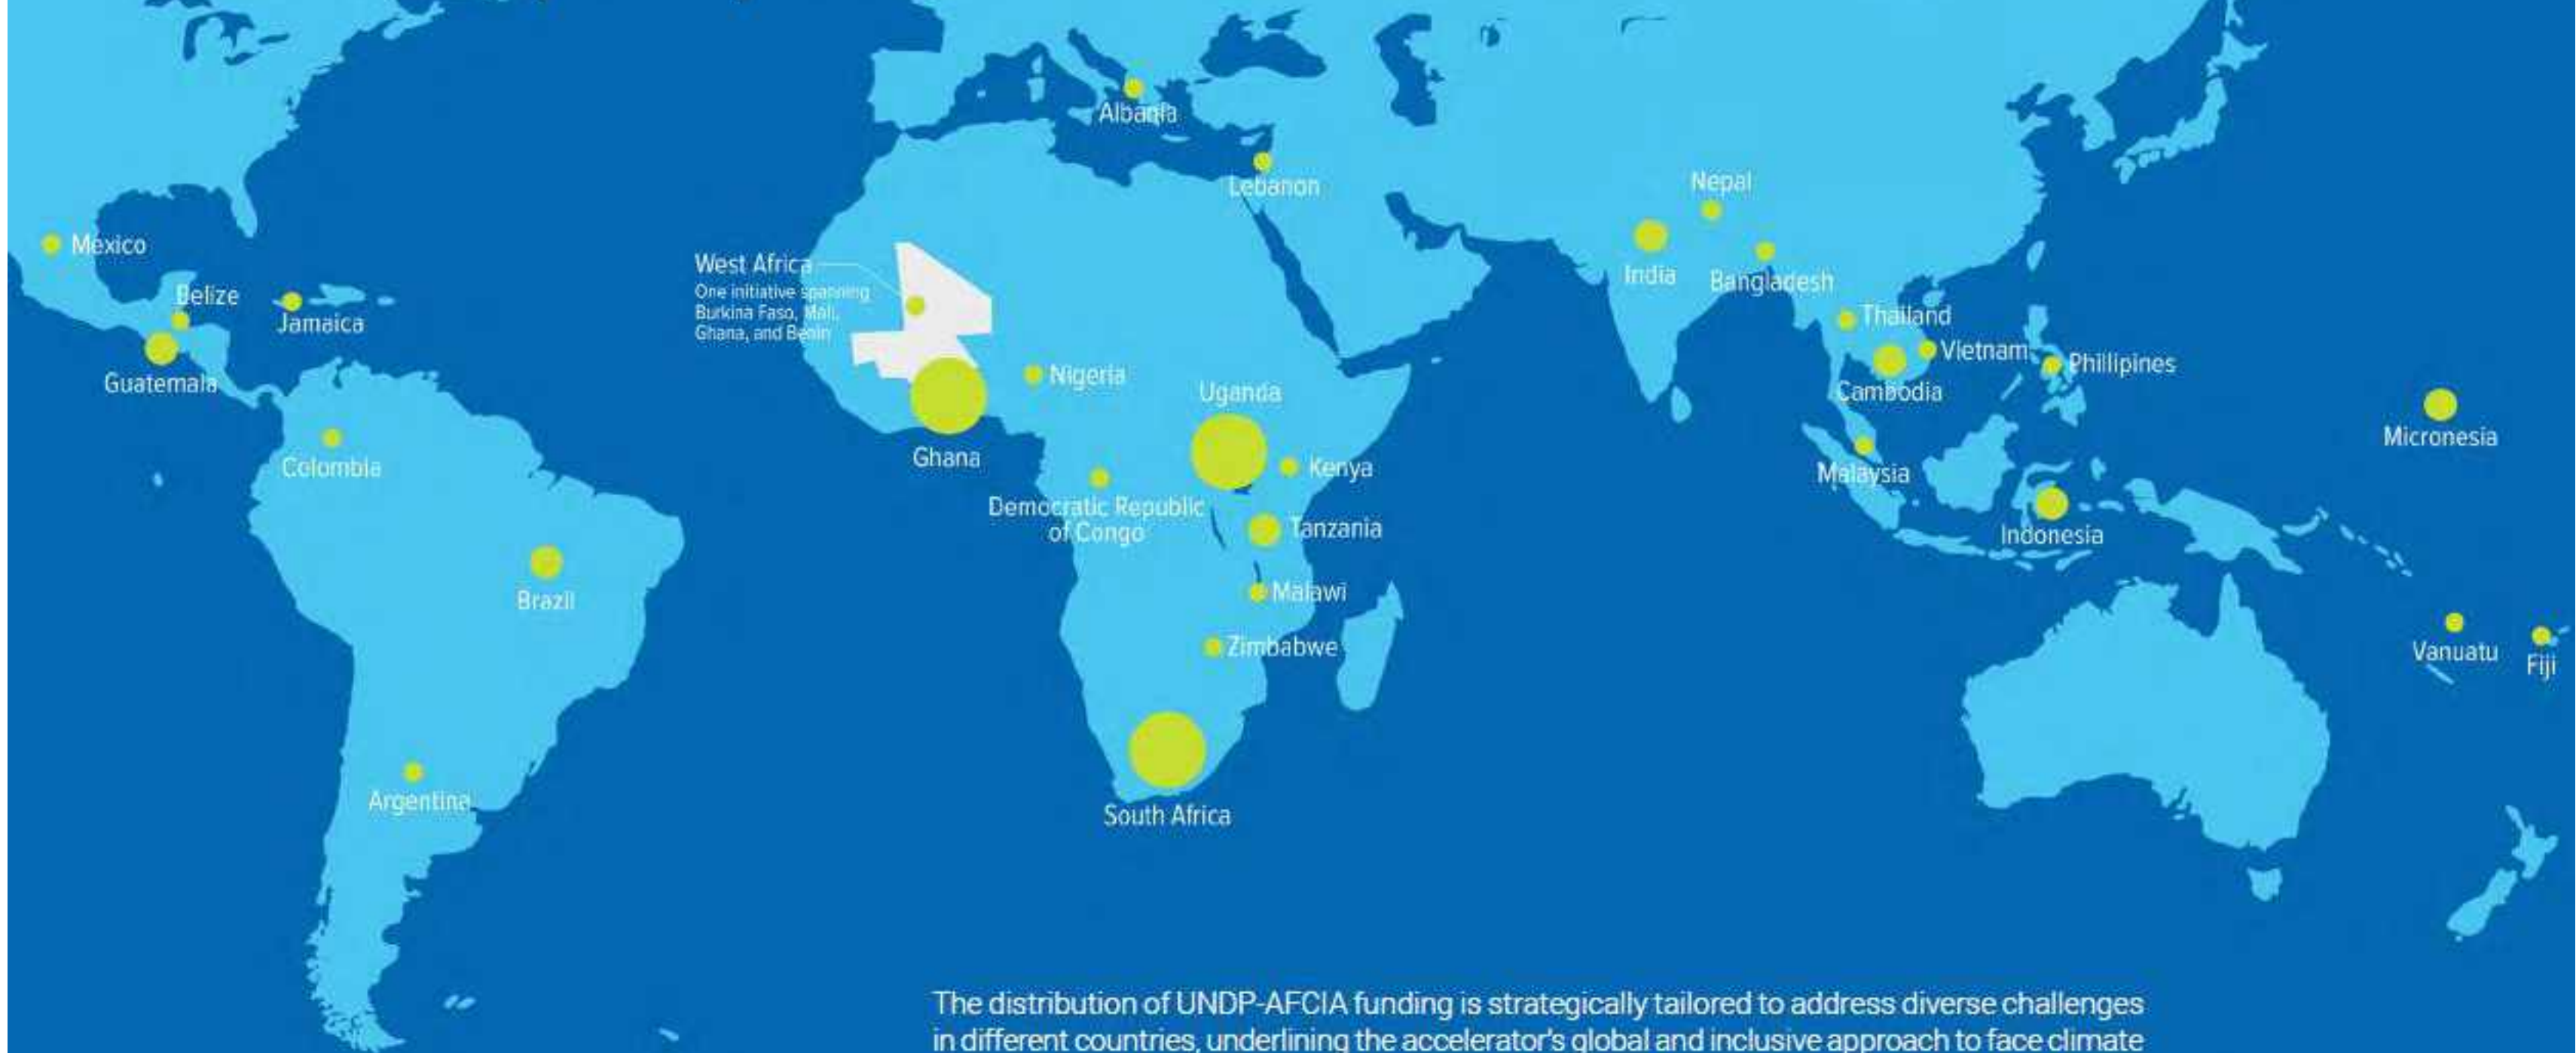 Albania
Lebanon
Nepal
Mexico
West Africa
One initiative spanning
Burkina Faso, Mali,
Ghana, and Benin
India
Bangladesh
Belize
Jamaica
Thailand
Vietnam
Phillipines
Guatemala
Nigeria
Uganda
Cambodia
Micronesia
Colombia
Ghana
Kenya
Malaysia
Democratic Republic
of Congo
Tanzania
Indonesia
Brazil
Malawi
Zimbabwe
Vanuatu
Fiji
Argentina
South Africa
The distribution of UNDP-AFCIA funding is strategically tailored to address diverse challenges
in different countries, underlining the accelerator's global and inclusive approach to face climate